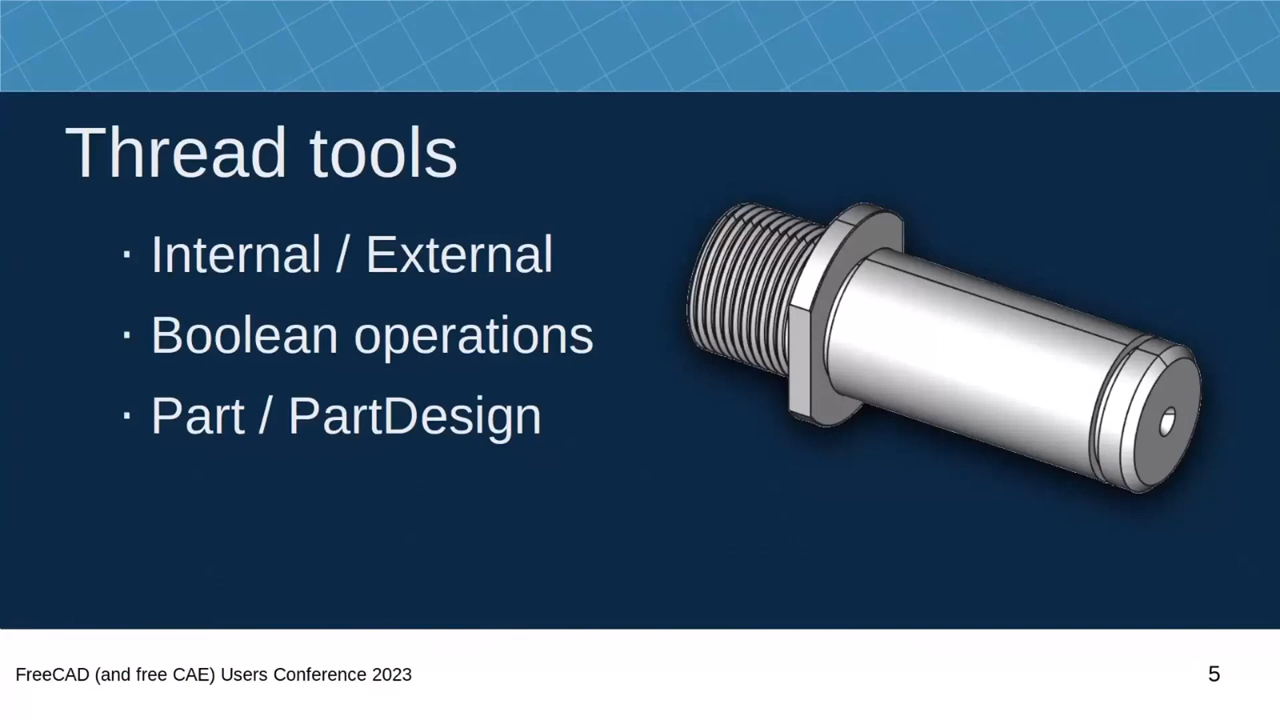 Thread tools
· Internal / External
· Boolean operations
· Part / PartDesign
FreeCAD (and free CAE) Users Conference 2023
5